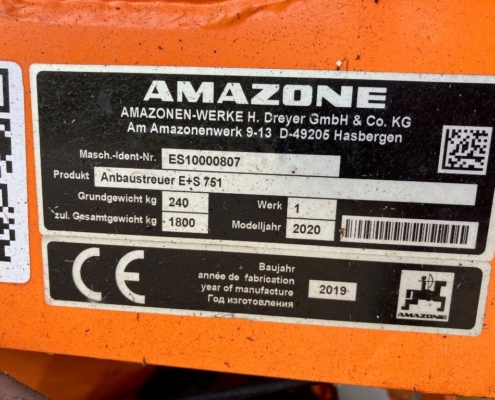 AMAZONE
AMAZONEN-WERKE H. Dreyer GmbH & Co. KG
Am Amazonenwerk 9-13 D-49205 Hasbergen
Masch.-Ident-Nr. ES10000807
Produkt Anbaustreuer E+S 751
Grundgewicht kg 240 Werk 1
zul. Gesamtgewicht kg 1800 Modelljahr 2020
CE
Baujahr
année de fabrication
year of manufacture 2019
Год изготовления
AMAZONE